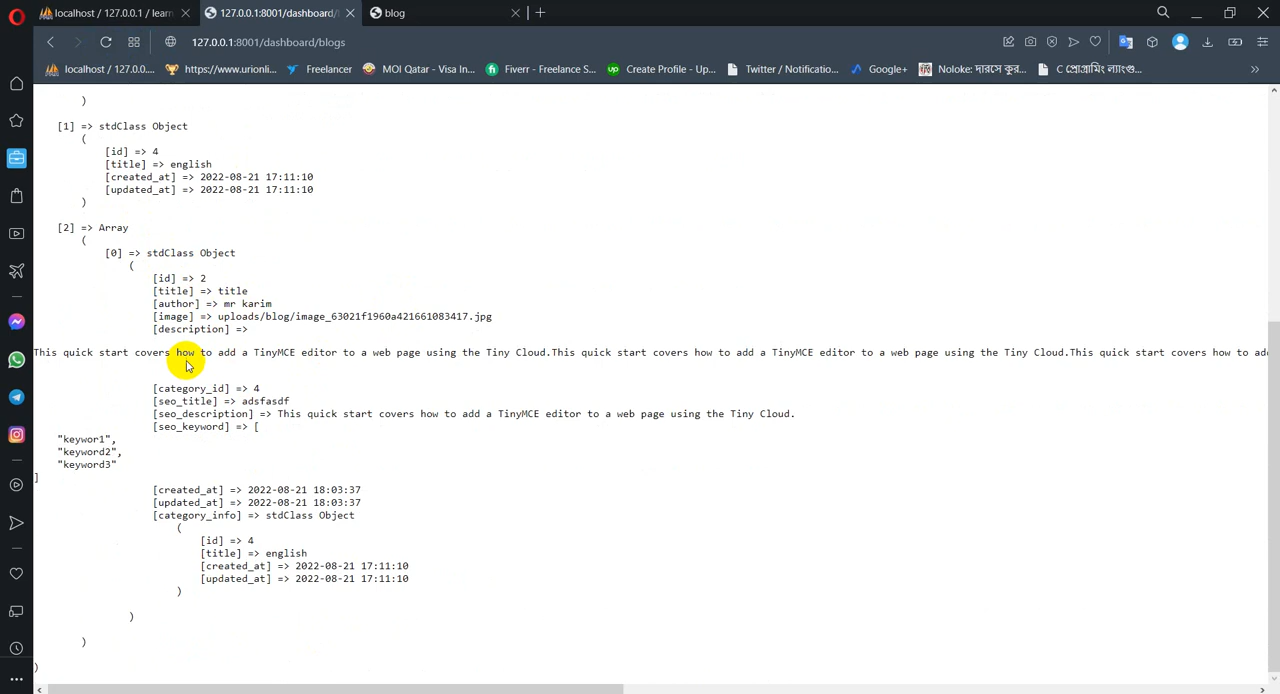 localhost / 127.0.0.1 / learn
127.0.0.1:8001/dashboard/
blog
127.0.0.1:8001/dashboard/blogs
localhost / 127.0.0....
https://www.urionli...
Freelancer
MOI Qatar - Visa In...
Fiverr - Freelance S...
Create Profile - Up...
Twitter / Notificatio...
Google+
Noloke: দারসে কুর...
C প্রোগ্রামিং ল্যাংগু...
)
[1] => stdClass Object
(
[id] => 4
[title] => english
[created_at] => 2022-08-21 17:11:10
[updated_at] => 2022-08-21 17:11:10
)
[2] => Array
(
[0] => stdClass Object
(
[id] => 2
[title] => title
[author] => mr karim
[image] => uploads/blog/image_63021f1960a421661083417.jpg
[description] =>
This quick start covers how to add a TinyMCE editor to a web page using the Tiny Cloud.This quick start covers how to add a TinyMCE editor to a web page using the Tiny Cloud.This quick start covers how to
[category_id] => 4
[seo_title] => adsfasdf
[seo_description] => This quick start covers how to add a TinyMCE editor to a web page using the Tiny Cloud.
[seo_keyword] => [
"keywor1",
"keyword2",
"keyword3"
]
[created_at] => 2022-08-21 18:03:37
[updated_at] => 2022-08-21 18:03:37
[category_info] => stdClass Object
(
[id] => 4
[title] => english
[created_at] => 2022-08-21 17:11:10
[updated_at] => 2022-08-21 17:11:10
)
)
)
)